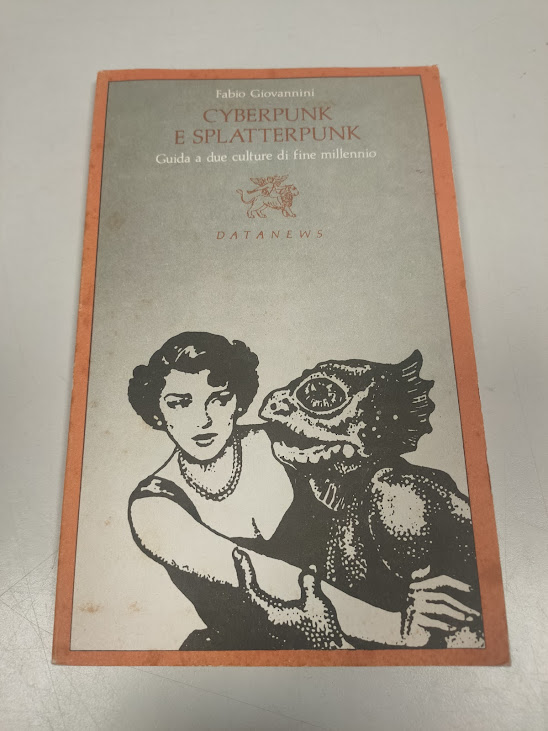 Fabio Giovannini
CYBERPUNK
E SPLATTERPUNK
Guida a due culture di fine millennio
DATANEWS